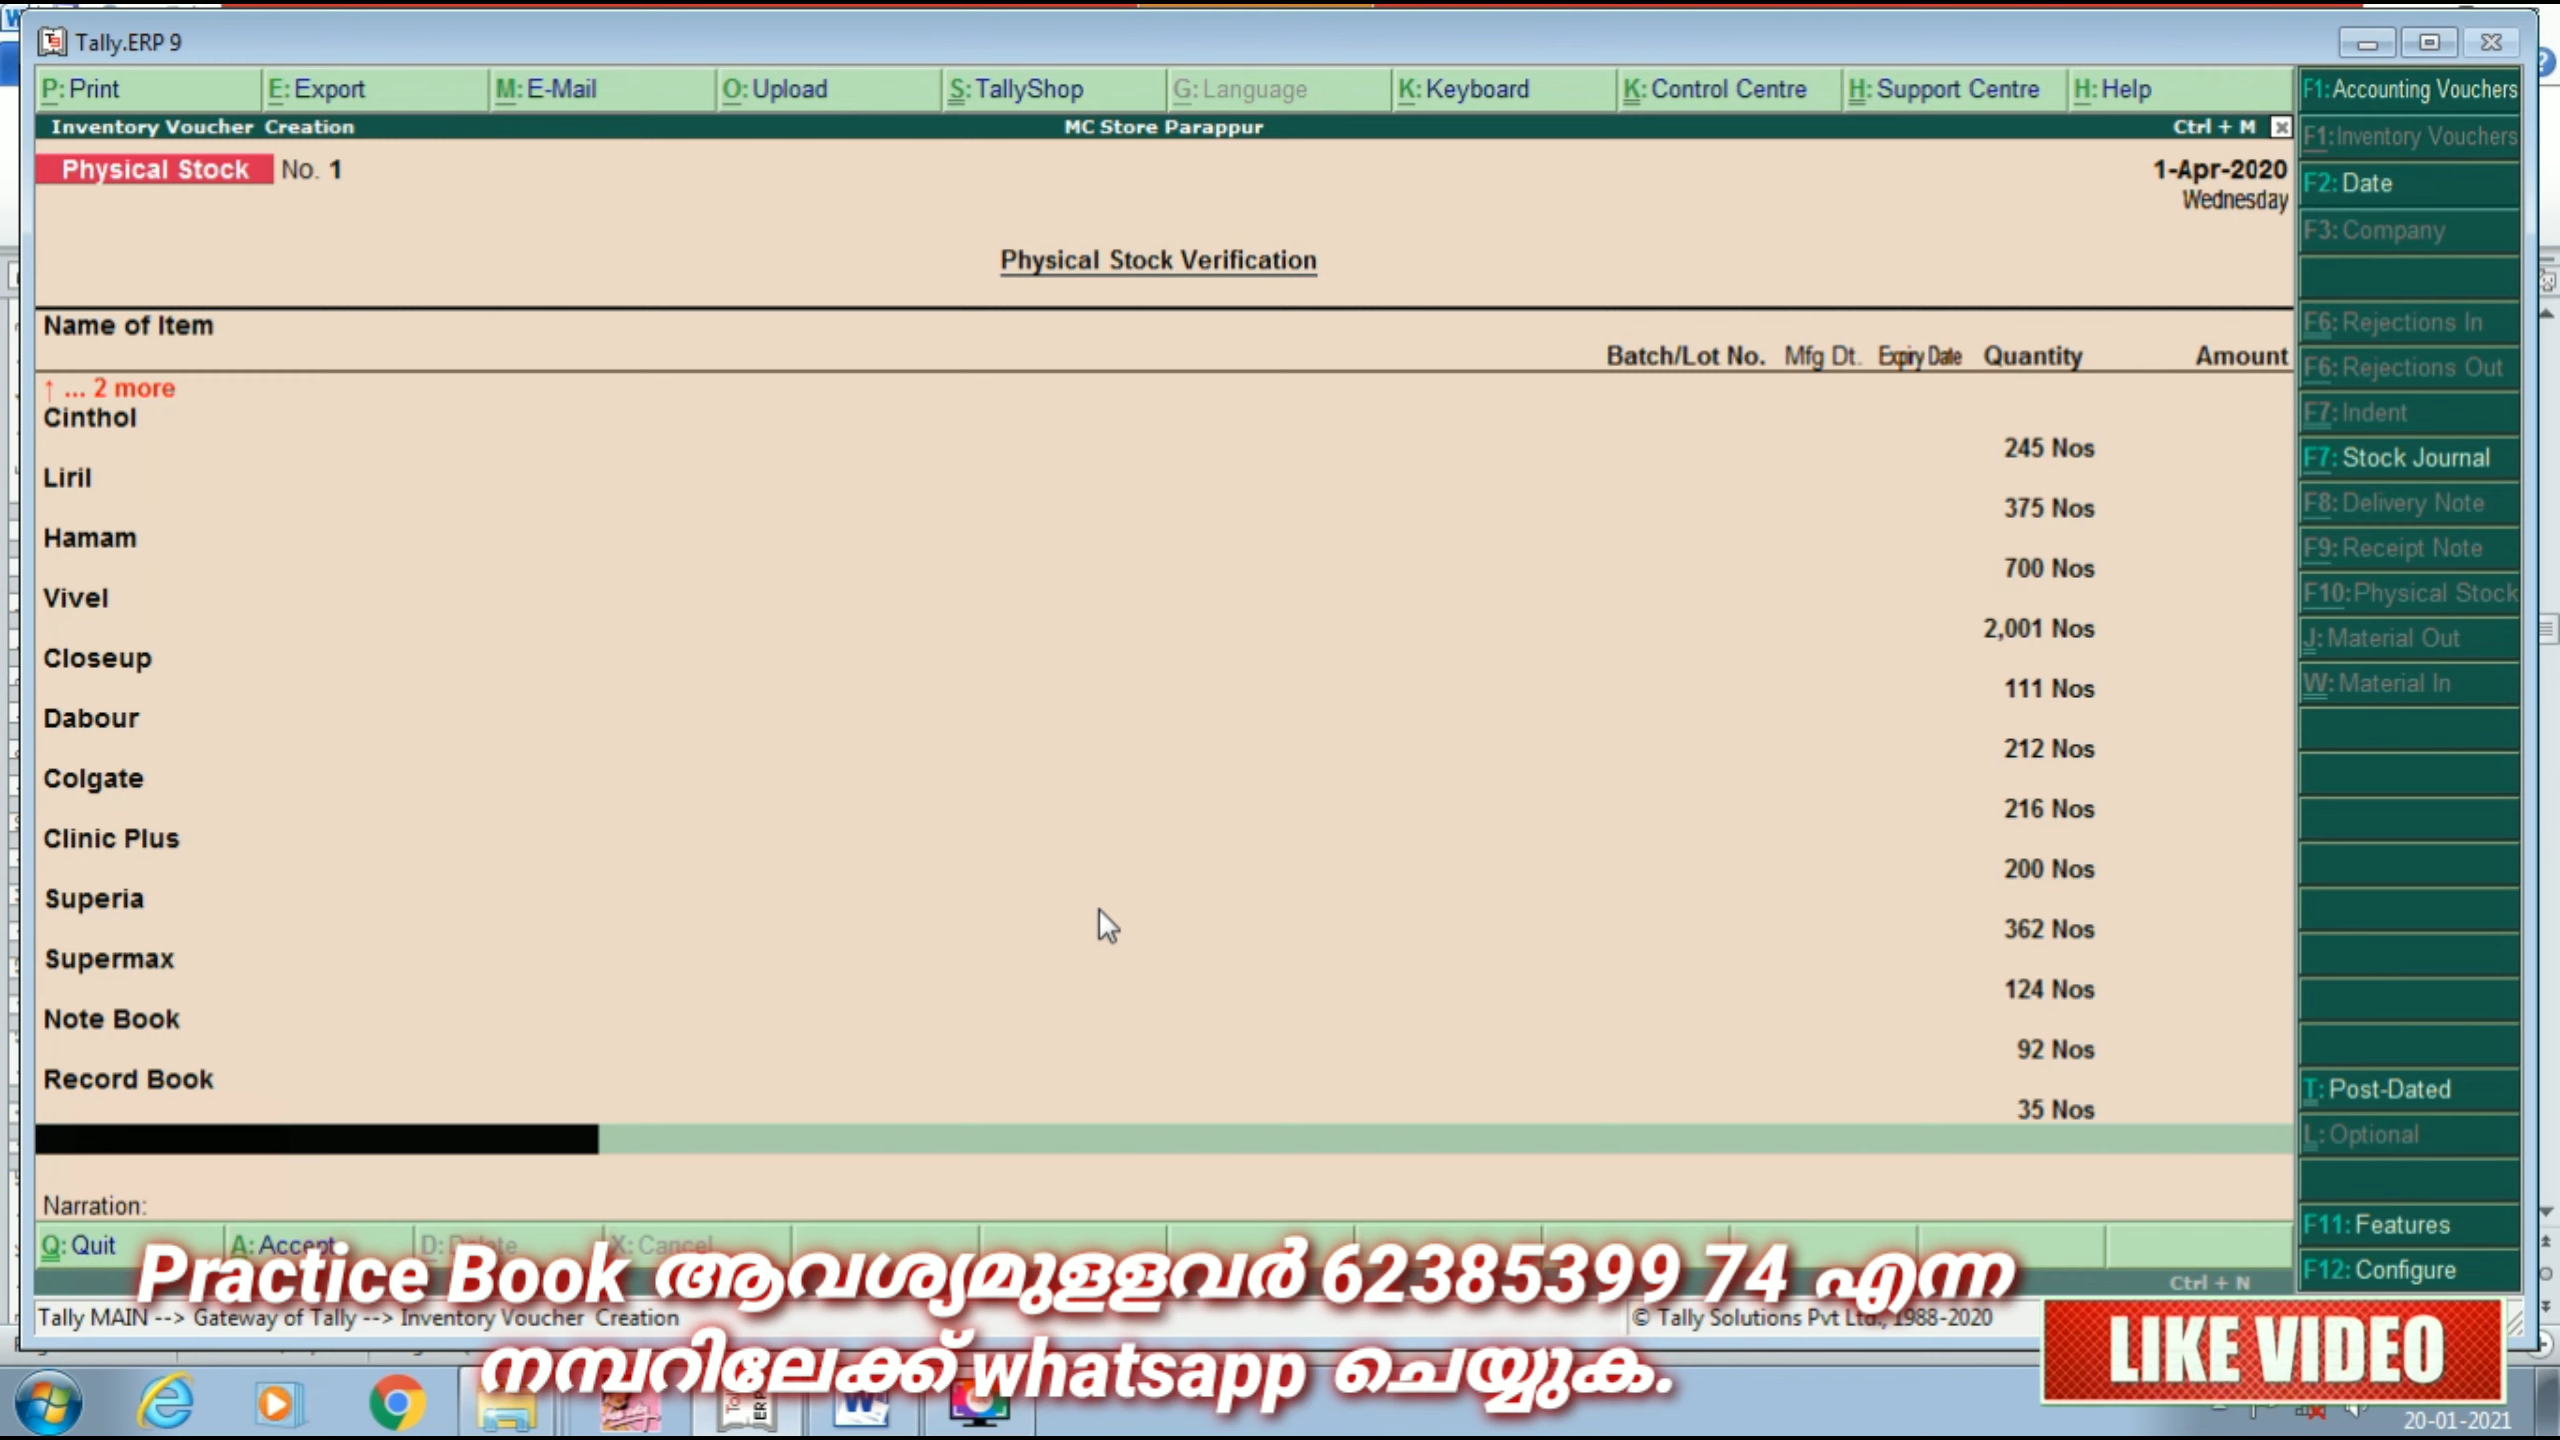 Tally.ERP 9
P: Print E: Export M: E-Mail O: Upload S: TallyShop G: Language K: Keyboard K: Control Centre H: Support Centre H: Help
Inventory Voucher Creation MC Store Parappur Ctrl + M
Physical Stock No. 1 1-Apr-2020
Wednesday
Physical Stock Verification
Name of Item
Batch/Lot No. Mfg Dt. Expiry Date Quantity Amount
↑ ... 2 more
Cinthol
245 Nos
Liril
375 Nos
Hamam
700 Nos
Vivel
2,001 Nos
Closeup
111 Nos
Dabour
212 Nos
Colgate
216 Nos
Clinic Plus
200 Nos
Superia
362 Nos
Supermax
124 Nos
Note Book
92 Nos
Record Book
35 Nos
Narration:
Q: Quit A: Accept D: Delete X: Cancel
Ctrl + N
Tally MAIN --> Gateway of Tally --> Inventory Voucher Creation © Tally Solutions Pvt Ltd., 1988-2020
F1: Accounting Vouchers
F1: Inventory Vouchers
F2: Date
F3: Company
F6: Rejections In
F6: Rejections Out
F7: Indent
F7: Stock Journal
F8: Delivery Note
F9: Receipt Note
F10: Physical Stock
J: Material Out
W: Material In
T: Post-Dated
L: Optional
F11: Features
F12: Configure
Practice Book ആവശ്യമുള്ളവർ 62385399 74 എന്ന
നമ്പറിലേക്ക് whatsapp ചെയ്യുക.
LIKE VIDEO
20-01-2021